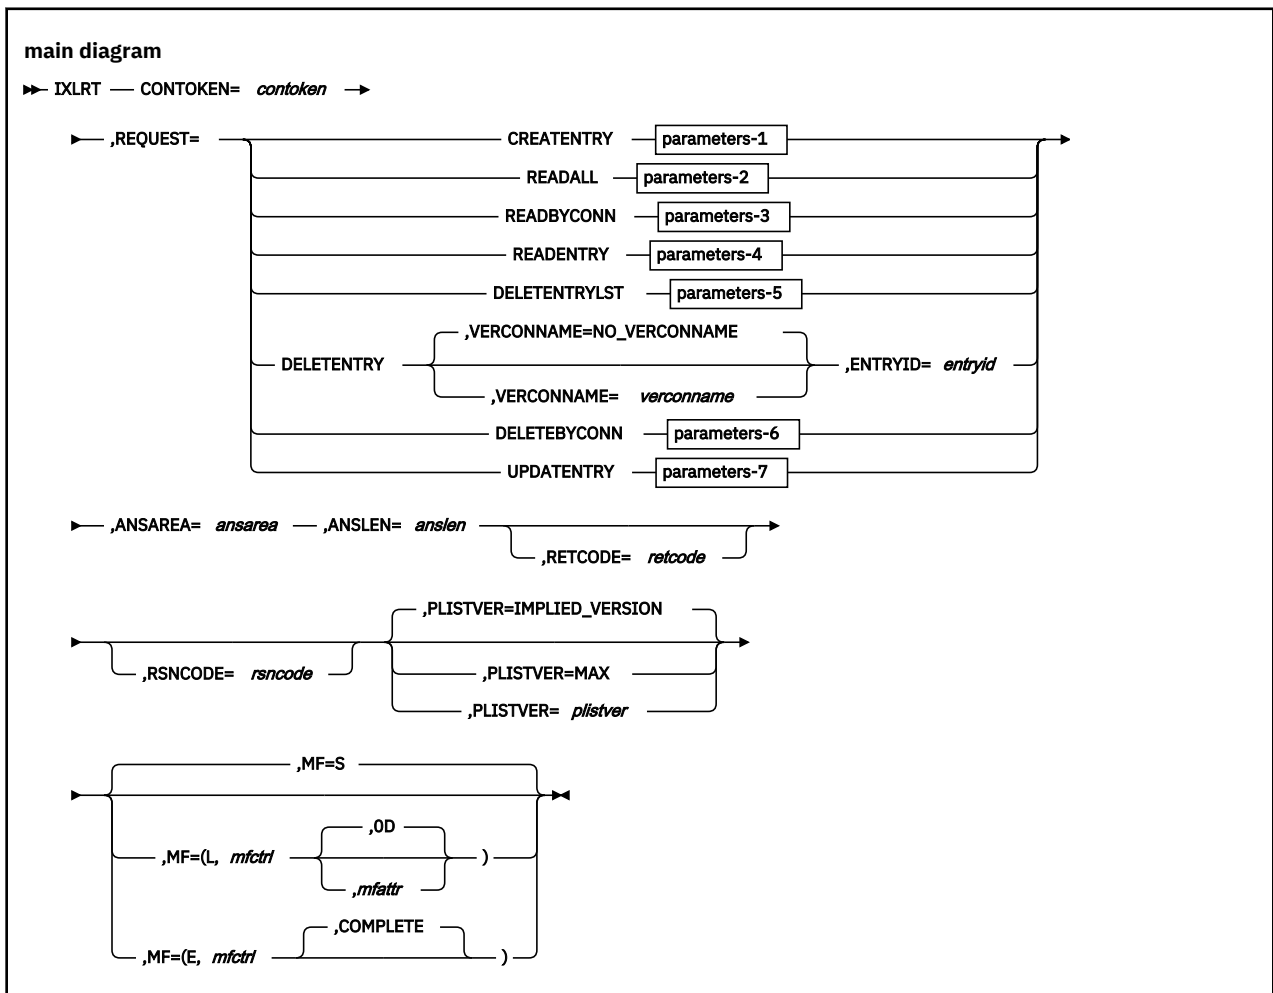 main diagram
IXLRT CONTOKEN= contoken
,REQUEST= CREATENTRY parameters-1
READALL parameters-2
READBYCONN parameters-3
READENTRY parameters-4
DELETENTRYLST parameters-5
,VERCONNAME=NO_VERCONNAME
DELETENTRY ,ENTRYID= entryid
,VERCONNAME= verconname
DELETEBYCONN parameters-6
UPDATENTRY parameters-7
,ANSAREA= ansarea ,ANSLEN= anslen
,RETCODE= retcode
,PLISTVER=IMPLIED_VERSION
,RSNCODE= rsncode ,PLISTVER=MAX
,PLISTVER= plistver
,MF=S
,0D
,MF=(L, mfctrl )
,mfattr
,COMPLETE
,MF=(E, mfctrl )